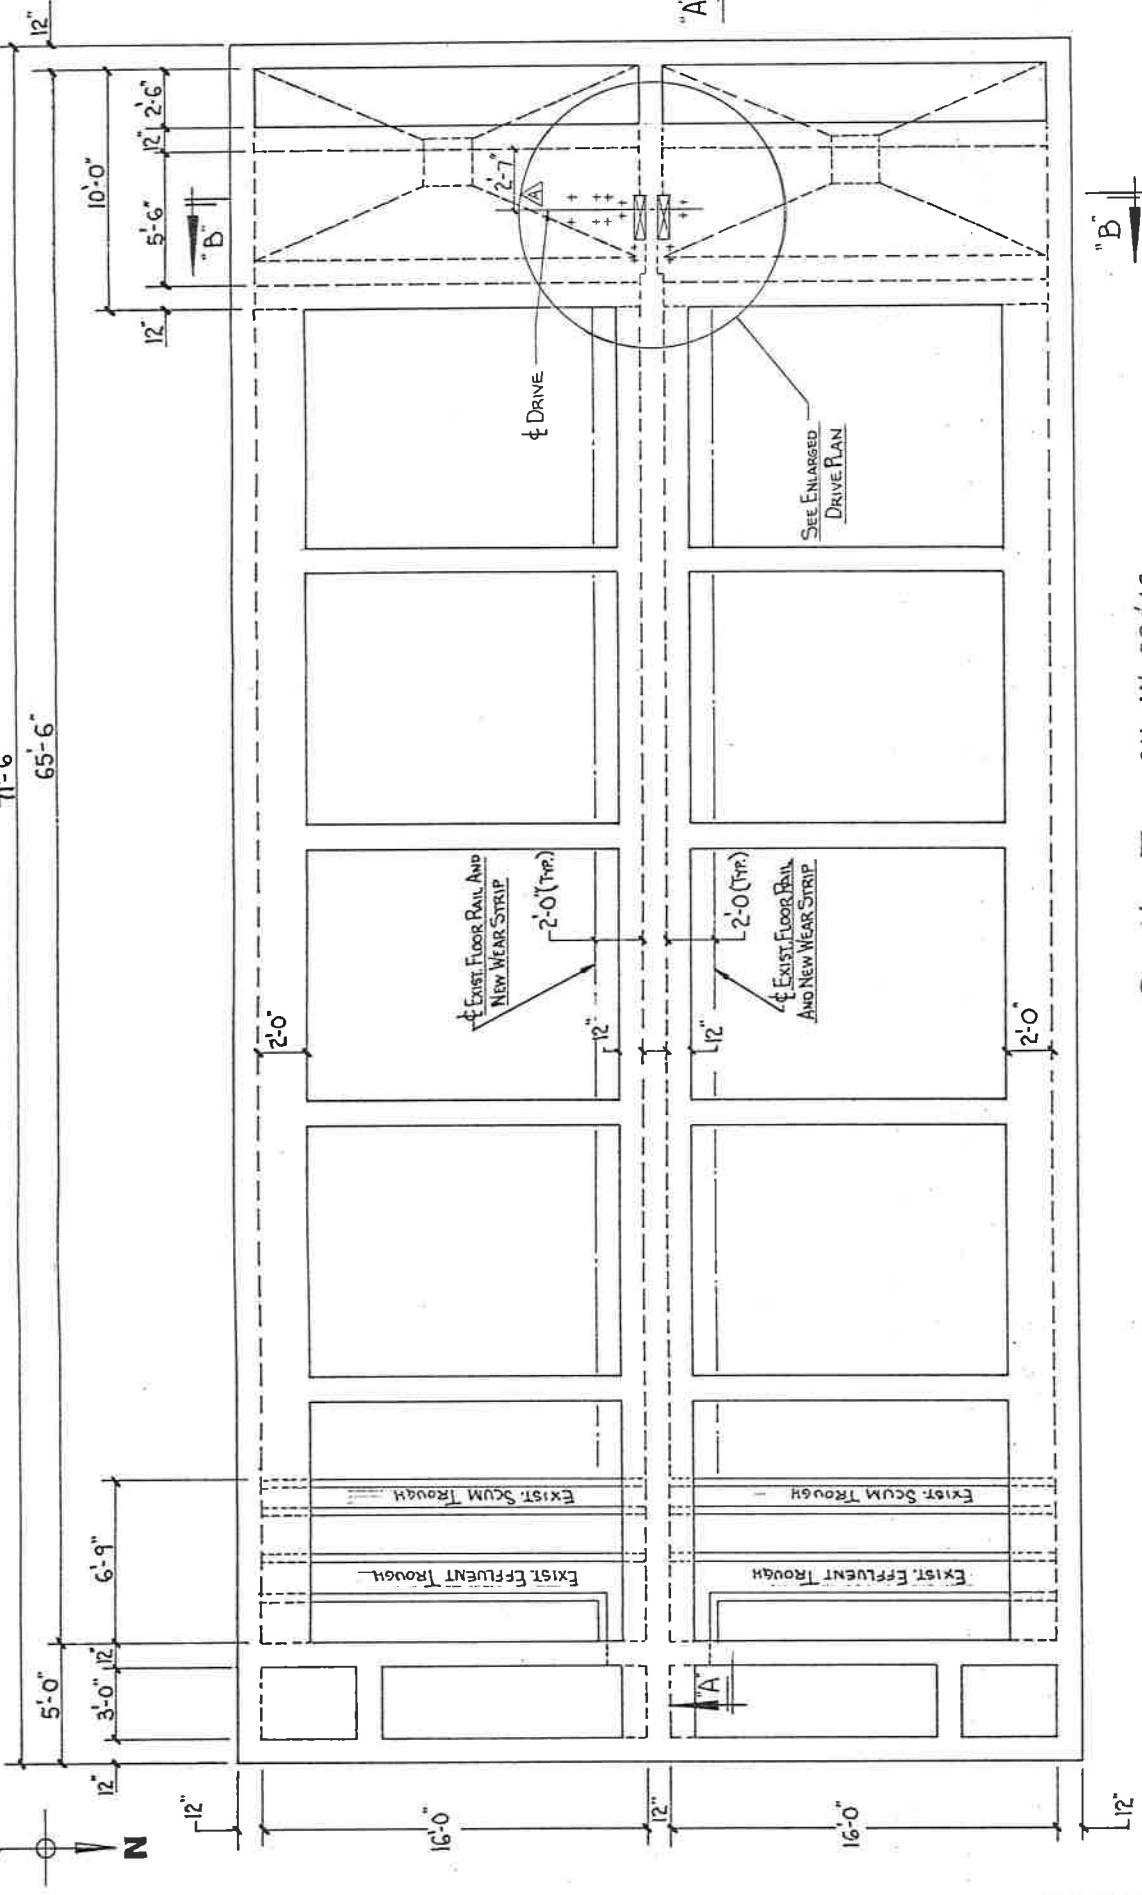 71'-6"
65'-6"
12"
10'-0"
12" 2'-6"
5'-6"
12"
"B"
"A"
2'-7"
A
₵ DRIVE
SEE ENLARGED
DRIVE PLAN
"B"
₵ EXIST. FLOOR RAIL AND
NEW WEAR STRIP
2'-0" (TYP.)
2'-0"
12"
2'-0" (TYP.)
₵ EXIST. FLOOR RAIL
AND NEW WEAR STRIP
12"
2'-0"
6'-9"
EXIST. SCUM TROUGH
EXIST. SCUM TROUGH
EXIST. EFFLUENT TROUGH
EXIST. EFFLUENT TROUGH
5'-0"
12"
3'-0"
12"
"A"
N
12"
16'-0"
12"
16'-0"
12"